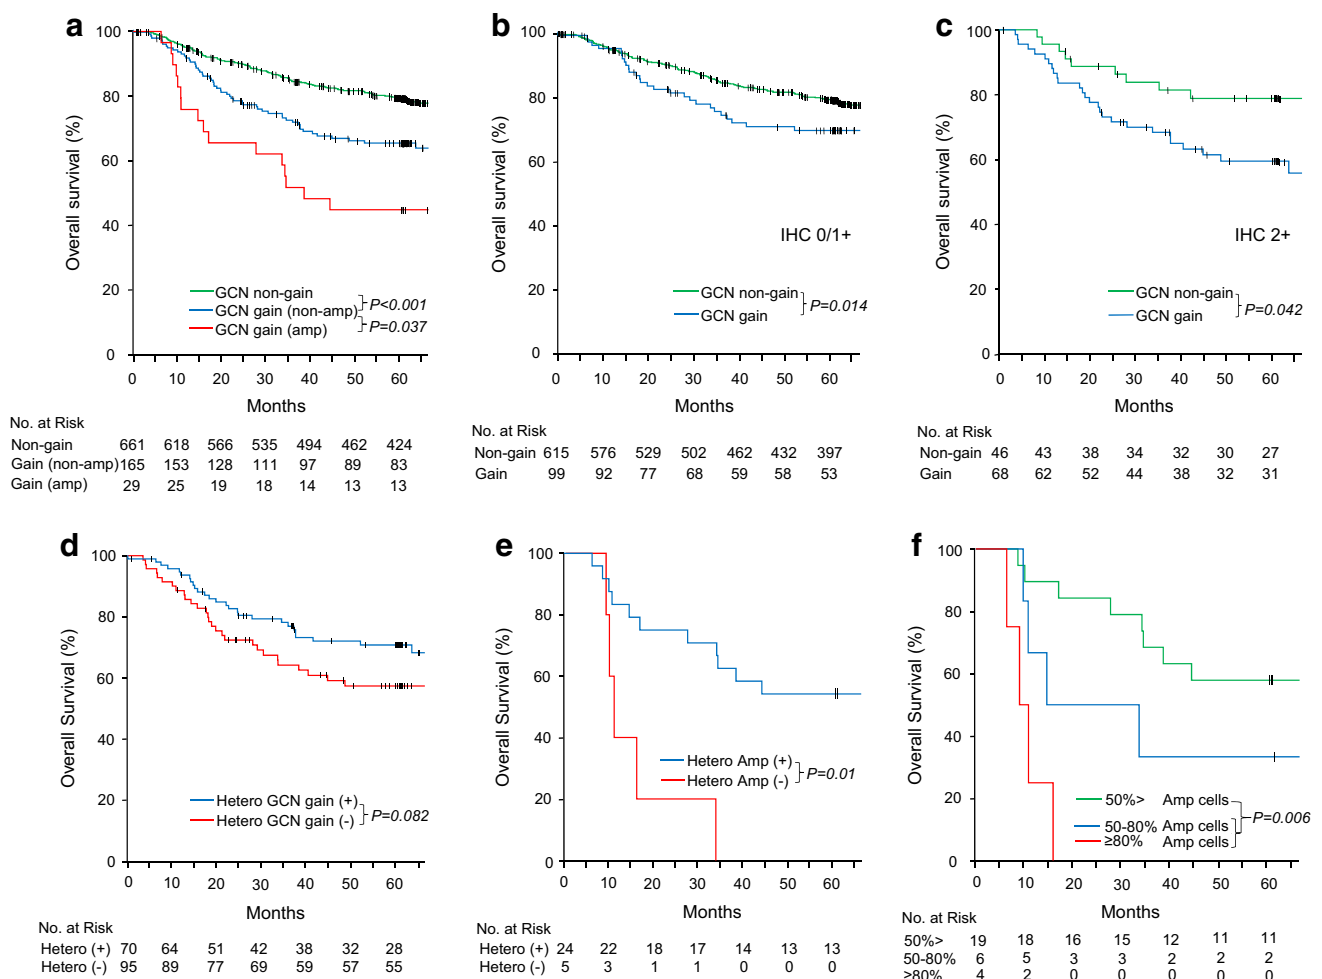 a
100
80
60
40
20
0
Overall survival (%)
GCN non-gain
GCN gain (non-amp)
GCN gain (amp)
P<0.001
P=0.037
0 10 20 30 40 50 60
Months
No. at Risk
Non-gain 661 618 566 535 494 462 424
Gain (non-amp) 165 153 128 111 97 89 83
Gain (amp) 29 25 19 18 14 13 13
b
100
80
60
40
20
0
Overall survival (%)
IHC 0/1+
GCN non-gain
GCN gain
P=0.014
0 10 20 30 40 50 60
Months
No. at Risk
Non-gain 615 576 529 502 462 432 397
Gain 99 92 77 68 59 58 53
c
100
80
60
40
20
0
Overall survival (%)
IHC 2+
GCN non-gain
GCN gain
P=0.042
0 10 20 30 40 50 60
Months
No. at Risk
Non-gain 46 43 38 34 32 30 27
Gain 68 62 52 44 38 32 31
d
100
80
60
40
20
0
Overall Survival (%)
Hetero GCN gain (+)
Hetero GCN gain (-)
P=0.082
0 10 20 30 40 50 60
Months
No. at Risk
Hetero (+) 70 64 51 42 38 32 28
Hetero (-) 95 89 77 69 59 57 55
e
100
80
60
40
20
0
Overall Survival (%)
Hetero Amp (+)
Hetero Amp (-)
P=0.01
0 10 20 30 40 50 60
Months
No. at Risk
Hetero (+) 24 22 18 17 14 13 13
Hetero (-) 5 3 1 1 0 0 0
f
100
80
60
40
20
0
Overall Survival (%)
50%> Amp cells
50-80% Amp cells
≥80% Amp cells
P=0.006
0 10 20 30 40 50 60
Months
No. at Risk
50%> 19 18 16 15 12 11 11
50-80% 6 5 3 3 2 2 2
≥80% 4 2 0 0 0 0 0